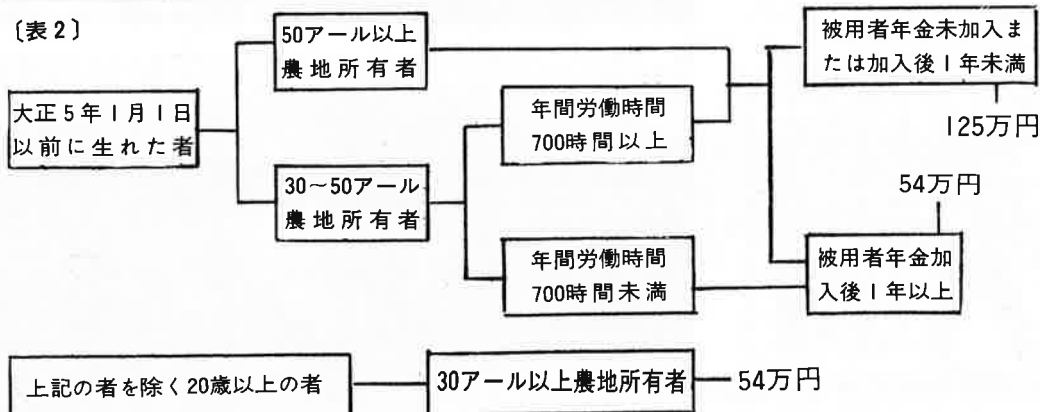 〔表2〕
50アール以上
農地所有者
被用者年金未加入ま
たは加入後1年未満
125万円
大正5年1月1日
以前に生れた者
年間労働時間
700時間以上
30〜50アール
農地所有者
54万円
年間労働時間
700時間未満
被用者年金加
入後1年以上
上記の者を除く20歳以上の者
30アール以上農地所有者
54万円